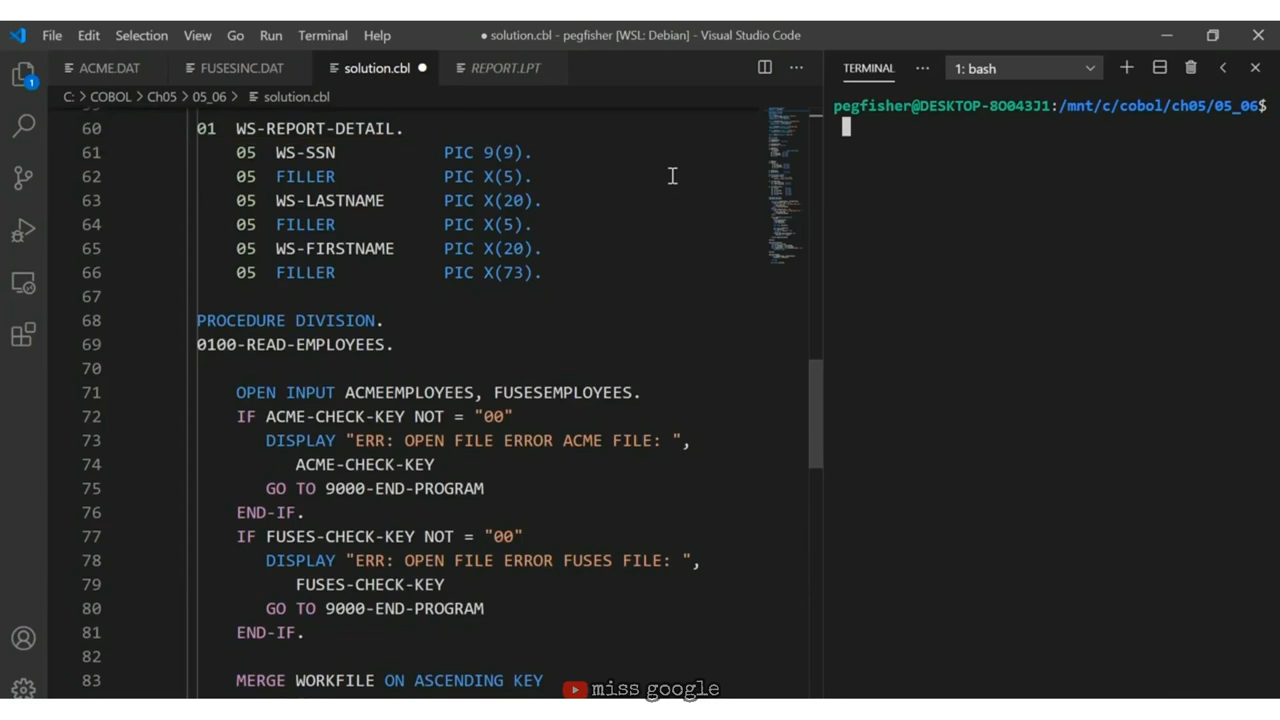 File Edit Selection View Go Run Terminal Help ● solution.cbl - pegfisher [WSL: Debian] - Visual Studio Code
ACME.DAT FUSESINC.DAT solution.cbl ● REPORT.LPT ··· TERMINAL ··· 1: bash
C: > COBOL > Ch05 > 05_06 > solution.cbl
1
60 01 WS-REPORT-DETAIL.
61 05 WS-SSN PIC 9(9).
62 05 FILLER PIC X(5).
63 05 WS-LASTNAME PIC X(20).
64 05 FILLER PIC X(5).
65 05 WS-FIRSTNAME PIC X(20).
66 05 FILLER PIC X(73).
67
68 PROCEDURE DIVISION.
69 0100-READ-EMPLOYEES.
70
71 OPEN INPUT ACMEEMPLOYEES, FUSESEMPLOYEES.
72 IF ACME-CHECK-KEY NOT = "00"
73 DISPLAY "ERR: OPEN FILE ERROR ACME FILE: ",
74 ACME-CHECK-KEY
75 GO TO 9000-END-PROGRAM
76 END-IF.
77 IF FUSES-CHECK-KEY NOT = "00"
78 DISPLAY "ERR: OPEN FILE ERROR FUSES FILE: ",
79 FUSES-CHECK-KEY
80 GO TO 9000-END-PROGRAM
81 END-IF.
82
83 MERGE WORKFILE ON ASCENDING KEY
pegfisher@DESKTOP-8O043J1:/mnt/c/cobol/ch05/05_06$
miss google